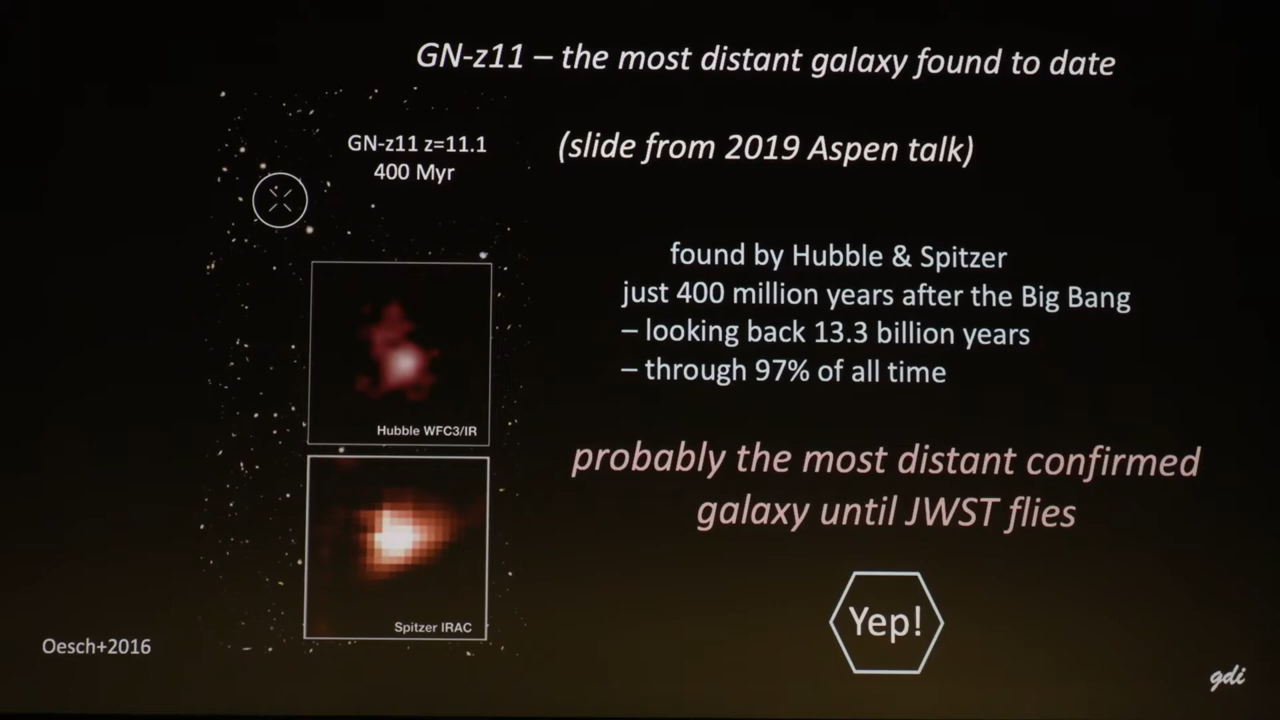 GN-z11 – the most distant galaxy found to date
(slide from 2019 Aspen talk)
GN-z11 z=11.1
400 Myr
found by Hubble & Spitzer
just 400 million years after the Big Bang
– looking back 13.3 billion years
– through 97% of all time
Hubble WFC3/IR
probably the most distant confirmed
galaxy until JWST flies
Spitzer IRAC
Yep!
Oesch+2016
gdi